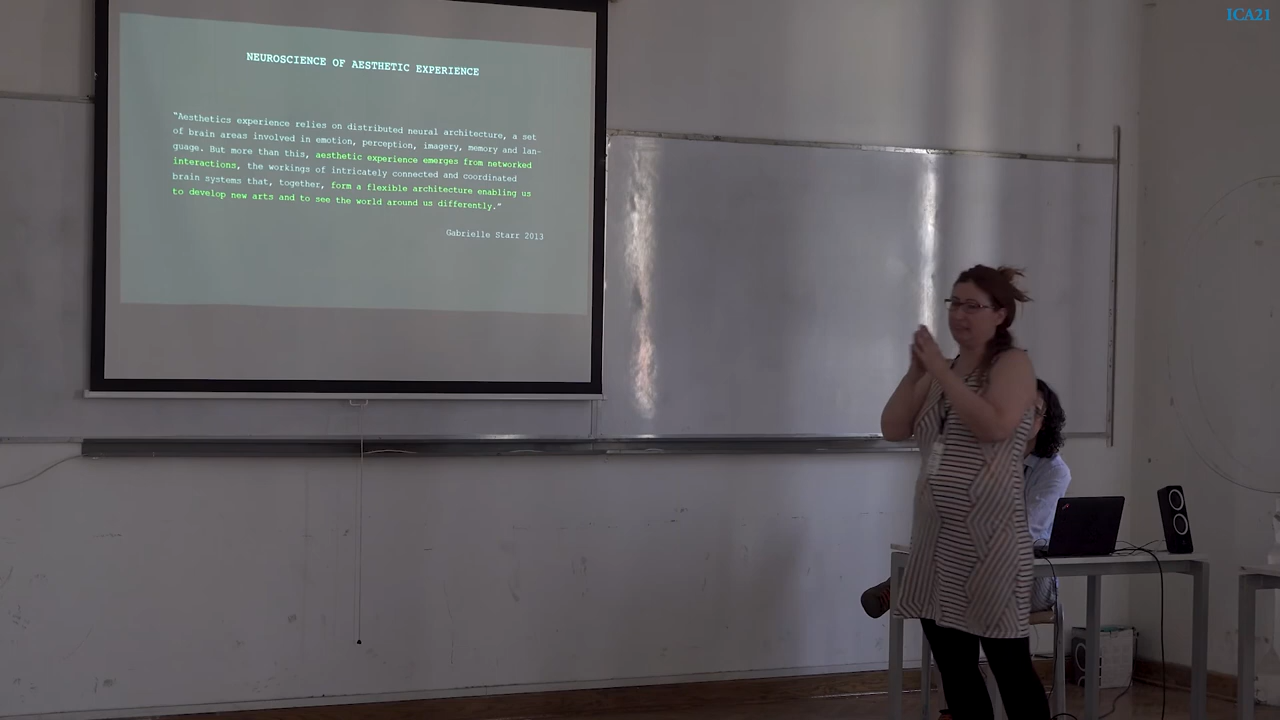 ICA21
NEUROSCIENCE OF AESTHETIC EXPERIENCE
"Aesthetics experience relies on distributed neural architecture, a set
of brain areas involved in emotion, perception, imagery, memory and lan-
guage. But more than this, aesthetic experience emerges from networked
interactions, the workings of intricately connected and coordinated
brain systems that, together, form a flexible architecture enabling us
to develop new arts and to see the world around us differently."
Gabrielle Starr 2013